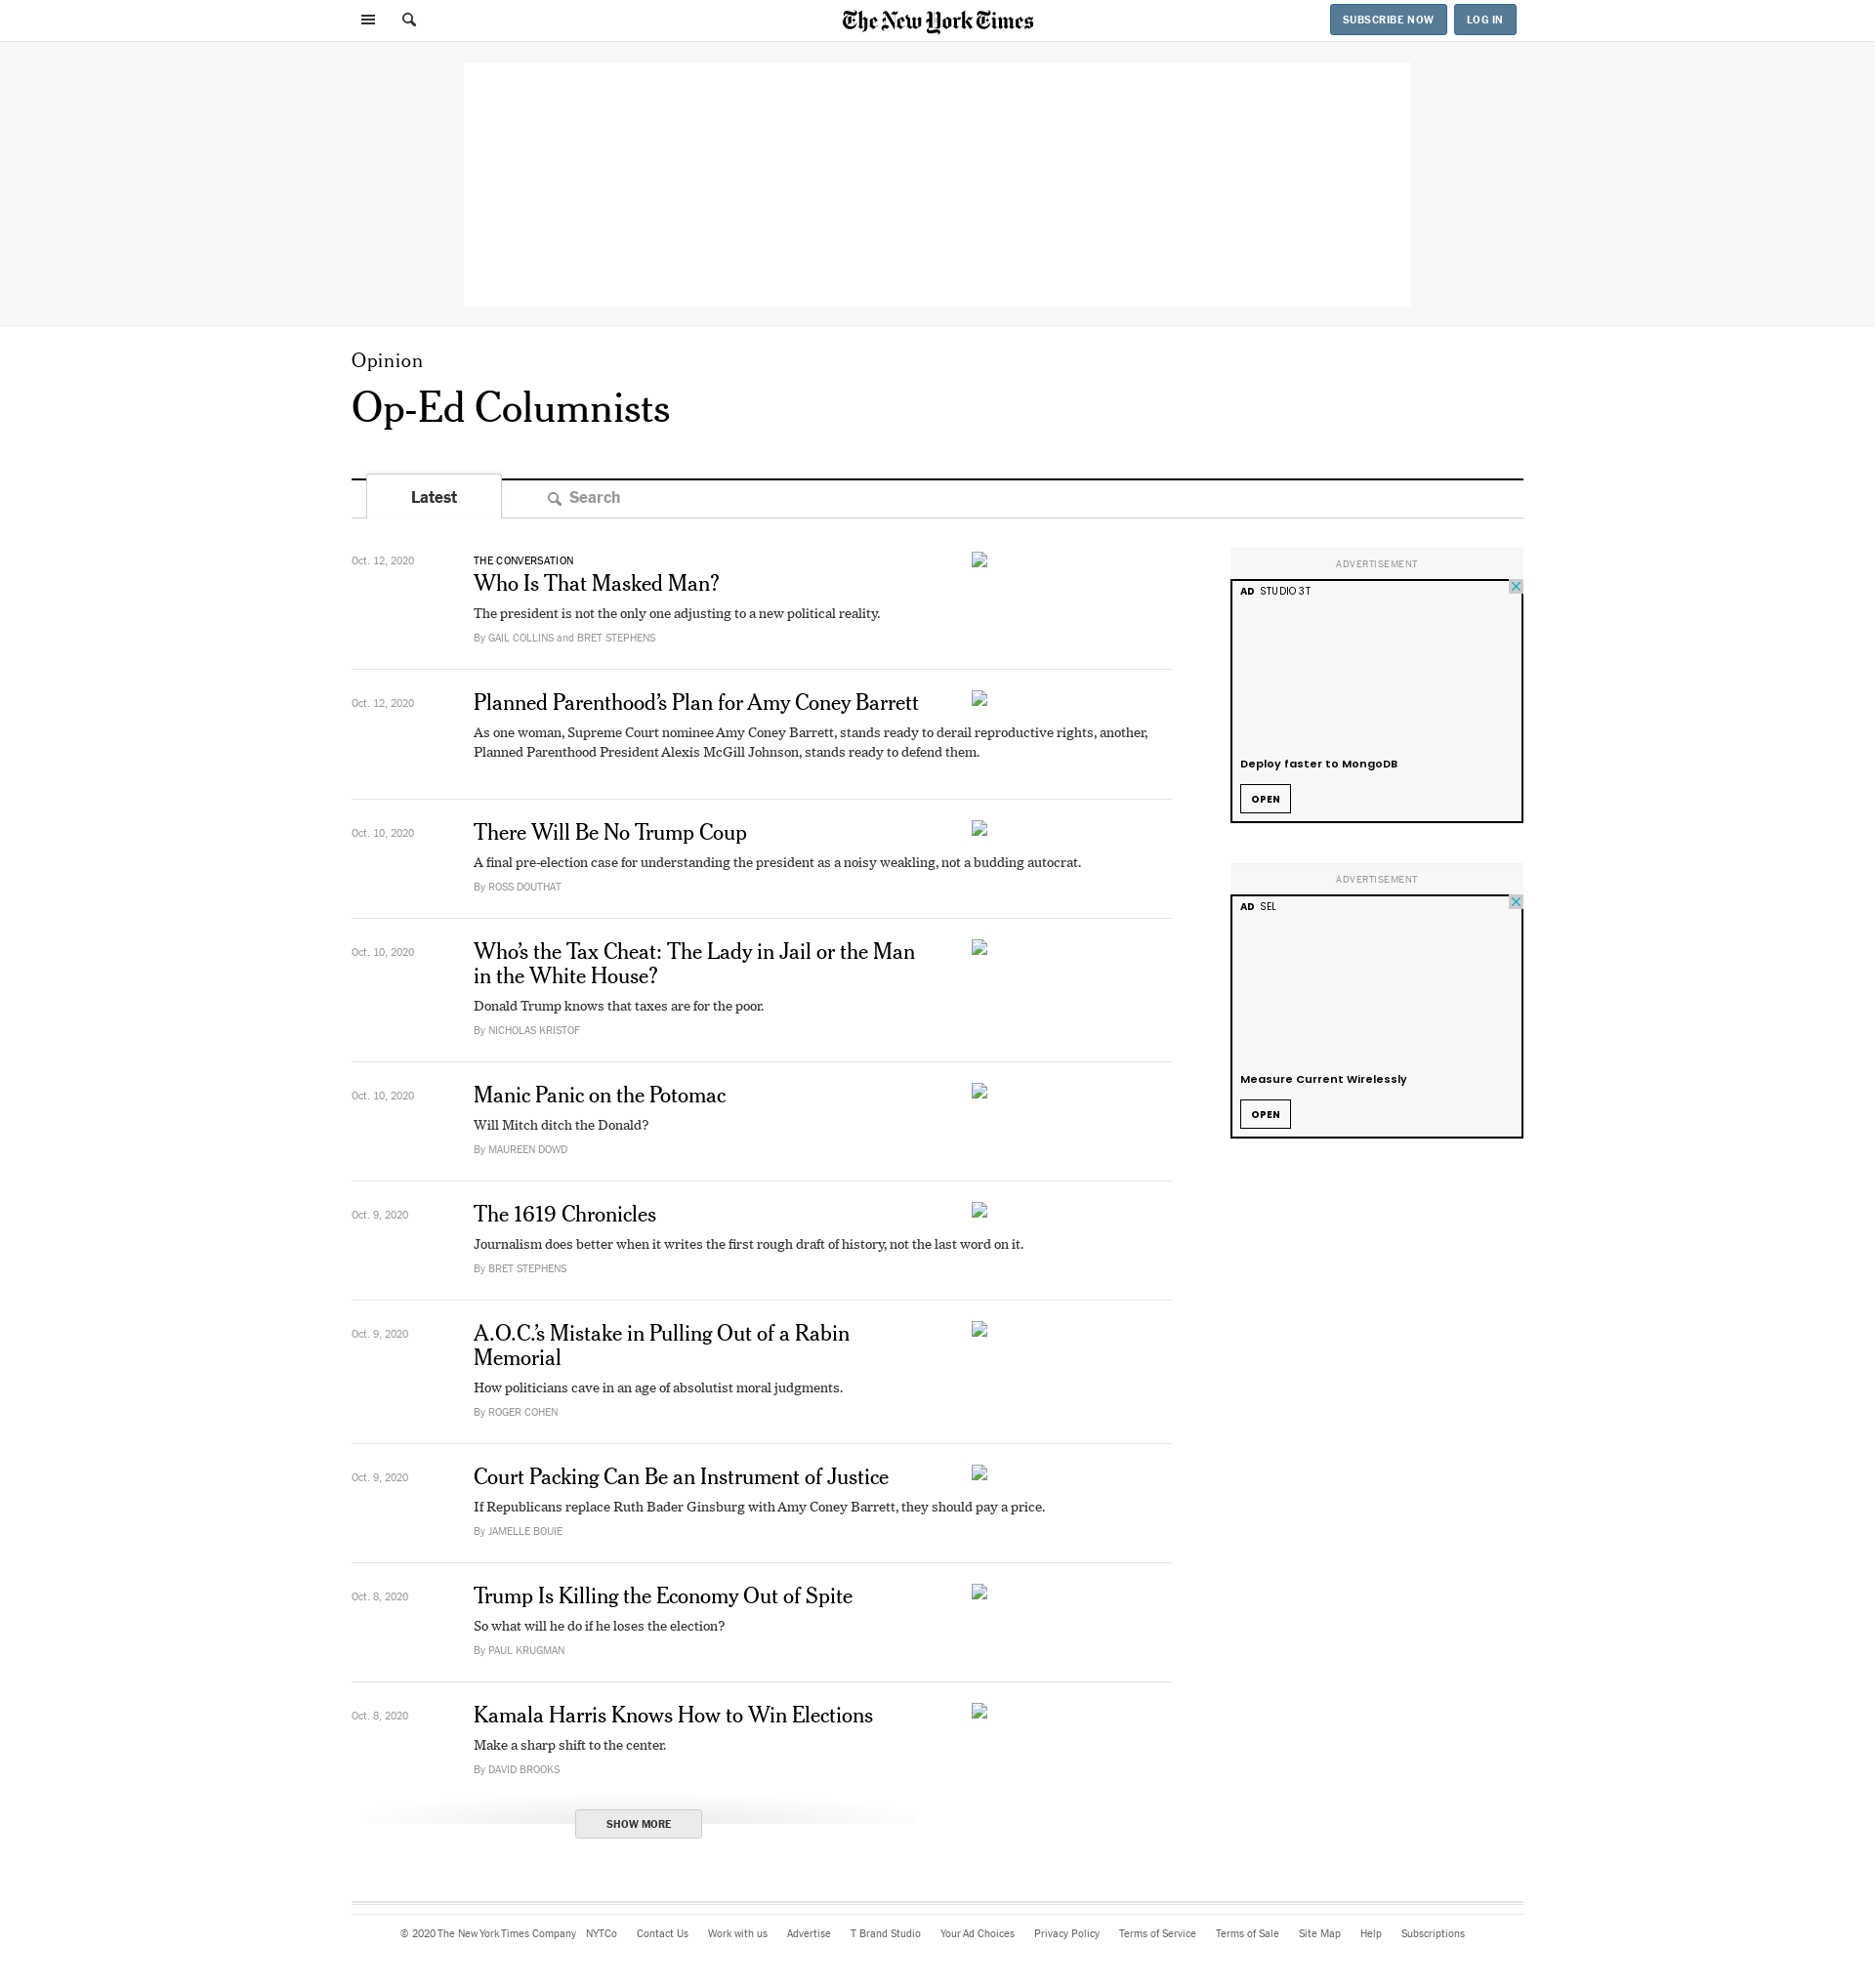 The New York Times
SUBSCRIBE NOW
LOG IN
Opinion
Op-Ed Columnists
Latest
Search
Oct. 12, 2020
THE CONVERSATION
Who Is That Masked Man?
The president is not the only one adjusting to a new political reality.
By GAIL COLLINS and BRET STEPHENS
Oct. 12, 2020
Planned Parenthood’s Plan for Amy Coney Barrett
As one woman, Supreme Court nominee Amy Coney Barrett, stands ready to derail reproductive rights, another,
Planned Parenthood President Alexis McGill Johnson, stands ready to defend them.
Oct. 10, 2020
There Will Be No Trump Coup
A final pre-election case for understanding the president as a noisy weakling, not a budding autocrat.
By ROSS DOUTHAT
Oct. 10, 2020
Who’s the Tax Cheat: The Lady in Jail or the Man
in the White House?
Donald Trump knows that taxes are for the poor.
By NICHOLAS KRISTOF
Oct. 10, 2020
Manic Panic on the Potomac
Will Mitch ditch the Donald?
By MAUREEN DOWD
Oct. 9, 2020
The 1619 Chronicles
Journalism does better when it writes the first rough draft of history, not the last word on it.
By BRET STEPHENS
Oct. 9, 2020
A.O.C.’s Mistake in Pulling Out of a Rabin
Memorial
How politicians cave in an age of absolutist moral judgments.
By ROGER COHEN
Oct. 9, 2020
Court Packing Can Be an Instrument of Justice
If Republicans replace Ruth Bader Ginsburg with Amy Coney Barrett, they should pay a price.
By JAMELLE BOUIE
Oct. 8, 2020
Trump Is Killing the Economy Out of Spite
So what will he do if he loses the election?
By PAUL KRUGMAN
Oct. 8, 2020
Kamala Harris Knows How to Win Elections
Make a sharp shift to the center.
By DAVID BROOKS
SHOW MORE
ADVERTISEMENT
AD STUDIO 3T
Deploy faster to MongoDB
OPEN
ADVERTISEMENT
AD SEL
Measure Current Wirelessly
OPEN
© 2020 The New York Times Company NYTCo Contact Us Work with us Advertise T Brand Studio Your Ad Choices Privacy Policy Terms of Service Terms of Sale Site Map Help Subscriptions